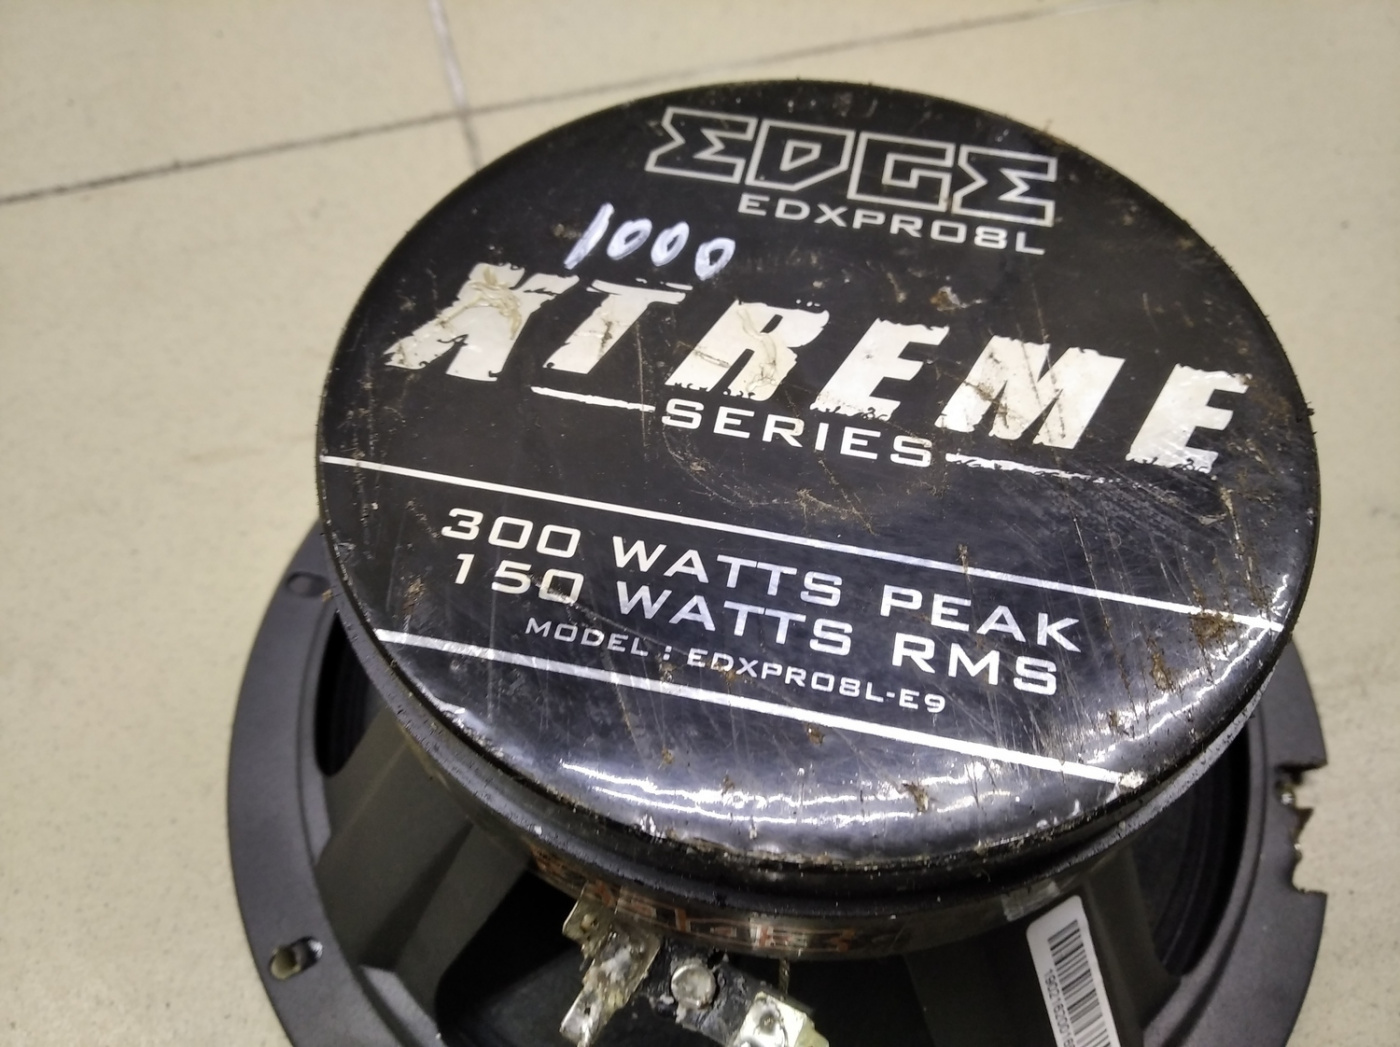 EDGE
EDXPRO8L
1000
XTREME
SERIES
300 WATTS PEAK
150 WATTS RMS
MODEL : EDXPRO8L-E9